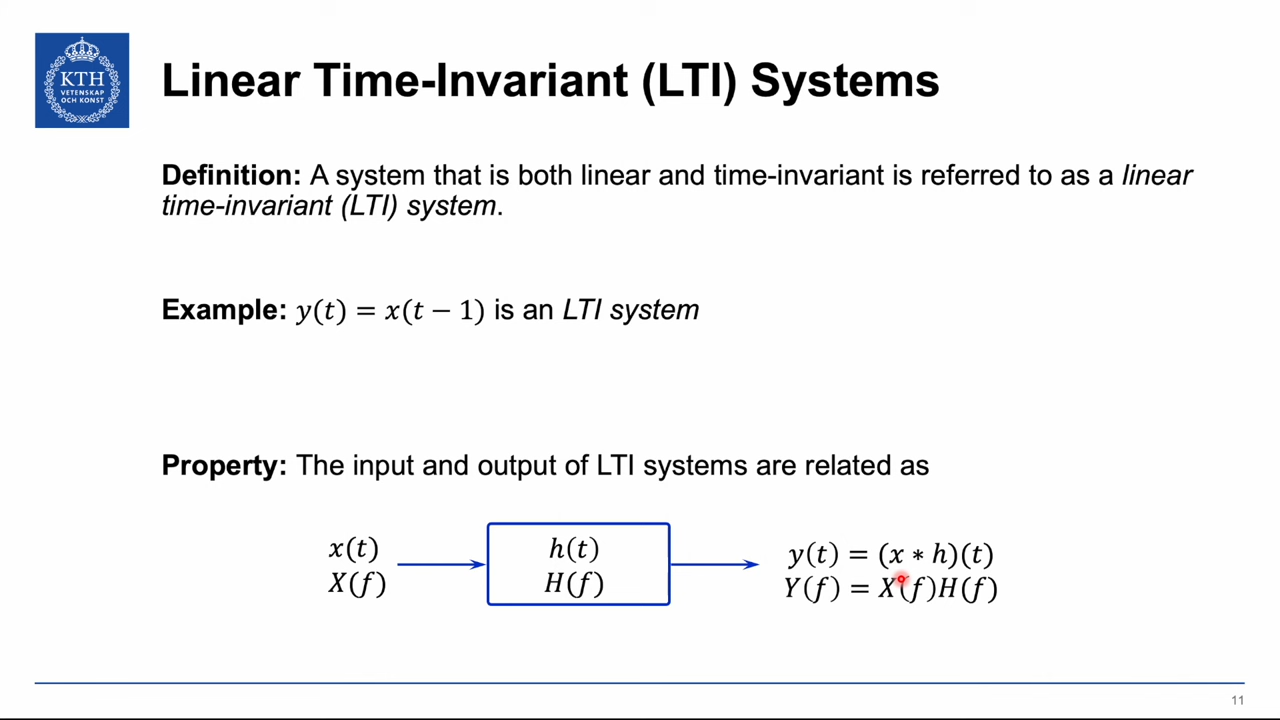 KTH
VETENSKAP
OCH KONST
Linear Time-Invariant (LTI) Systems
Definition: A system that is both linear and time-invariant is referred to as a linear
time-invariant (LTI) system.
Example: y(t) = x(t − 1) is an LTI system
Property: The input and output of LTI systems are related as
x(t)
X(f)
h(t)
H(f)
y(t) = (x ∗ h)(t)
Y(f) = X(f)H(f)
11